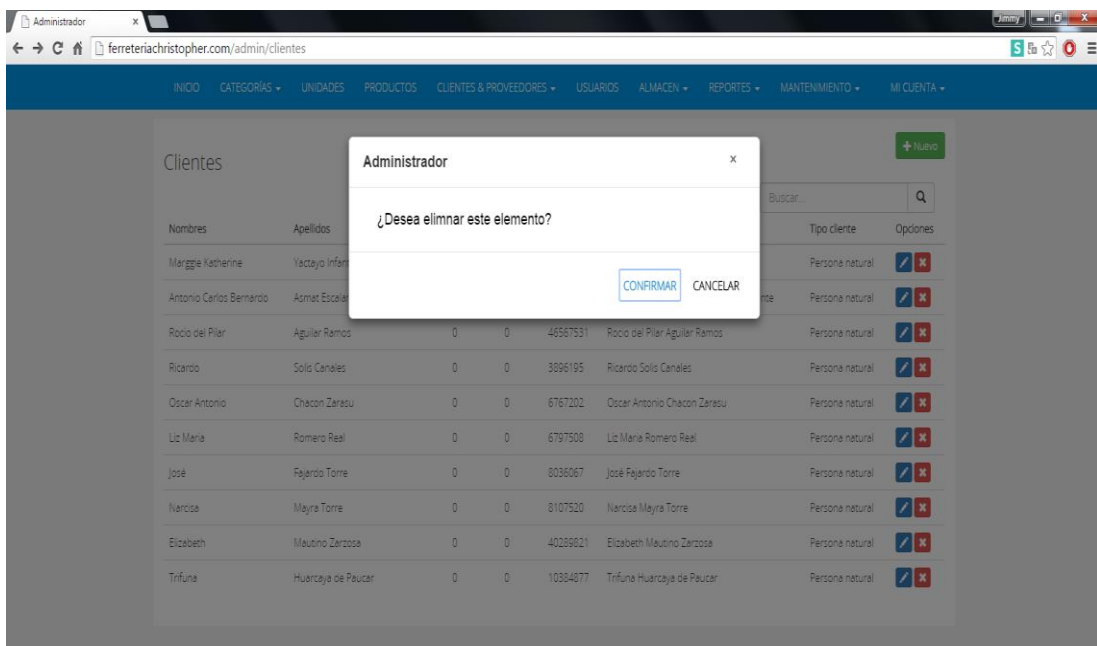 Administrador
Jimmy
ferreteriachristopher.com/admin/clientes
INICIO CATEGORÍAS UNIDADES PRODUCTOS CLIENTES & PROVEEDORES USUARIOS ALMACEN REPORTES MANTENIMIENTO MI CUENTA
Clientes
Nuevo
Administrador
¿Desea elimnar este elemento?
CONFIRMAR CANCELAR
Buscar...
Nombres Apellidos Tipo cliente Opciones
Marggie Katherine Yactayo Persona natural
Antonio Carlos Bernardo Asmat Persona natural
Rocio del Pilar Aguilar Ramos 0 0 46567531 Rocio del Pilar Aguilar Ramos Persona natural
Ricardo Solis Canales 0 0 3896195 Ricardo Solis Canales Persona natural
Oscar Antonio Chacon Zarasu 0 0 6767202 Oscar Antonio Chacon Zarasu Persona natural
Liz Maria Romero Real 0 0 6797508 Liz Maria Romero Real Persona natural
José Fajardo Torre 0 0 8036067 José Fajardo Torre Persona natural
Narcisa Mayra Torre 0 0 8107520 Narcisa Mayra Torre Persona natural
Elizabeth Mautino Zarzosa 0 0 40289821 Elizabeth Mautino Zarzosa Persona natural
Trifuna Huarcaya de Paucar 0 0 10384877 Trifuna Huarcaya de Paucar Persona natural